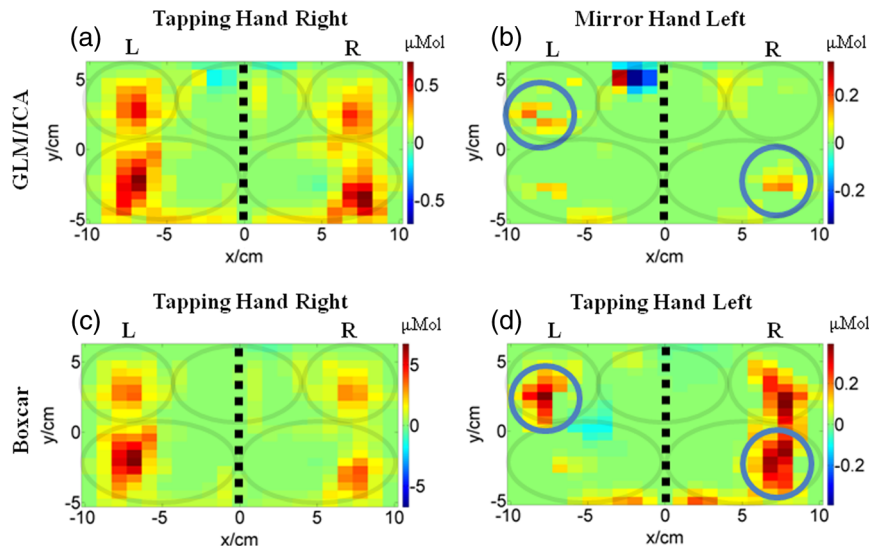 (a) Tapping Hand Right
L R μMol
GLM/ICA
y/cm
5
0
-5
0.5
0
-0.5
-10 -5 0 5 10
x/cm
(b) Mirror Hand Left
L R μMol
y/cm
5
0
-5
0.2
0
-0.2
-10 -5 0 5 10
x/cm
(c) Tapping Hand Right
L R μMol
Boxcar
y/cm
5
0
-5
5
0
-5
-10 -5 0 5 10
x/cm
(d) Tapping Hand Left
L R μMol
y/cm
5
0
-5
0.2
0
-0.2
-10 -5 0 5 10
x/cm